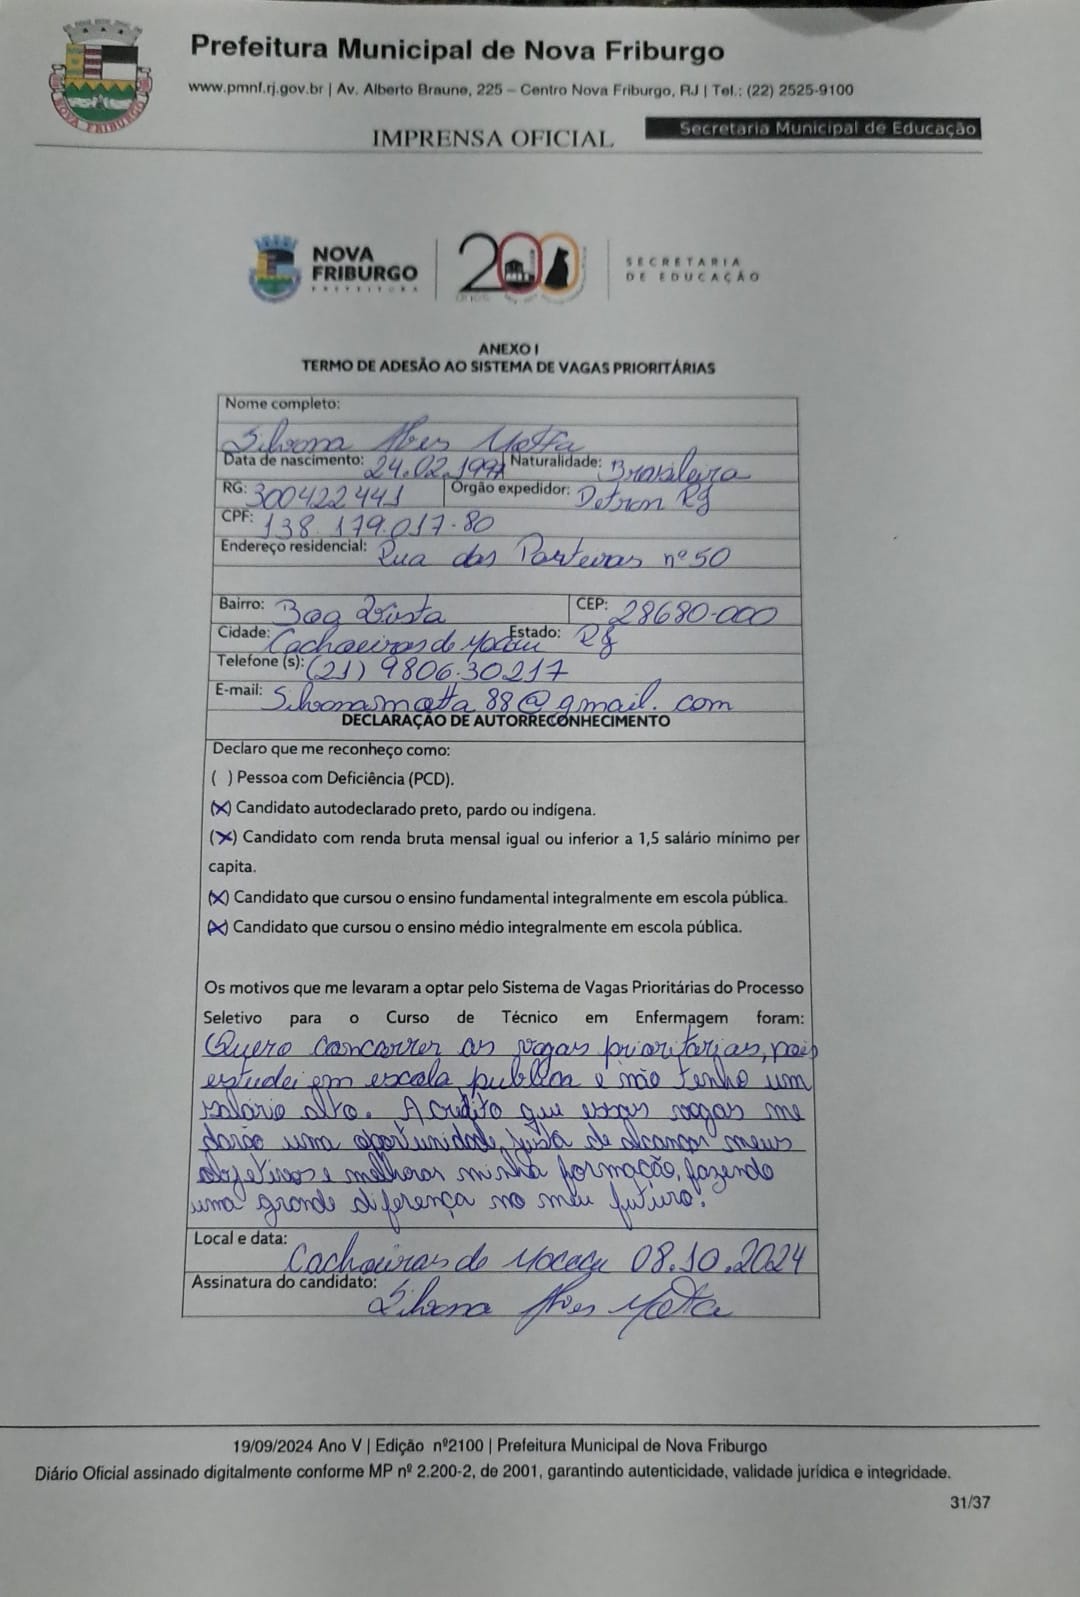 Prefeitura Municipal de Nova Friburgo
www.pmnf.rj.gov.br | Av. Alberto Braune, 225 – Centro Nova Friburgo, RJ | Tel.: (22) 2525-9100
IMPRENSA OFICIAL
Secretaria Municipal de Educação
NOVA FRIBURGO
NOVA
FRIBURGO
PREFEITURA
200
SECRETARIA
DE EDUCAÇÃO
ANEXO I
TERMO DE ADESÃO AO SISTEMA DE VAGAS PRIORITÁRIAS
Nome completo:
Silvana Alves Motta
Data de nascimento: 24.02.1997 Naturalidade: Brasileira
RG: 300422441 Orgão expedidor: Detran RJ
CPF: 138.179.017-80
Endereço residencial: Rua das Parteiras nº 50
Bairro: Boa Vista CEP: 28680-000
Cidade: Cachoeiras de Macacu Estado: RJ
Telefone (s): (21) 9806.30217
E-mail: Silvanasmotta88@gmail.com
DECLARAÇÃO DE AUTORRECONHECIMENTO
Declaro que me reconheço como:
( ) Pessoa com Deficiência (PCD).
(X) Candidato autodeclarado preto, pardo ou indígena.
(X) Candidato com renda bruta mensal igual ou inferior a 1,5 salário mínimo per
capita.
(X) Candidato que cursou o ensino fundamental integralmente em escola pública.
(X) Candidato que cursou o ensino médio integralmente em escola pública.
Os motivos que me levaram a optar pelo Sistema de Vagas Prioritárias do Processo
Seletivo para o Curso de Técnico em Enfermagem foram:
Quero concorrer as vagas prioritarias, pois
estudei em escola publica e não tenho um
salário alto. Acredito que essas vagas me
darão uma oportunidade justa de alcançar meus
objetivos e melhorar minha formação, fazendo
uma grande diferença no meu futuro.
Local e data: Cachoeiras de Macacu 08.10.2024
Assinatura do candidato: Silvana Alves Motta
19/09/2024 Ano V | Edição nº2100 | Prefeitura Municipal de Nova Friburgo
Diário Oficial assinado digitalmente conforme MP nº 2.200-2, de 2001, garantindo autenticidade, validade jurídica e integridade.
31/37